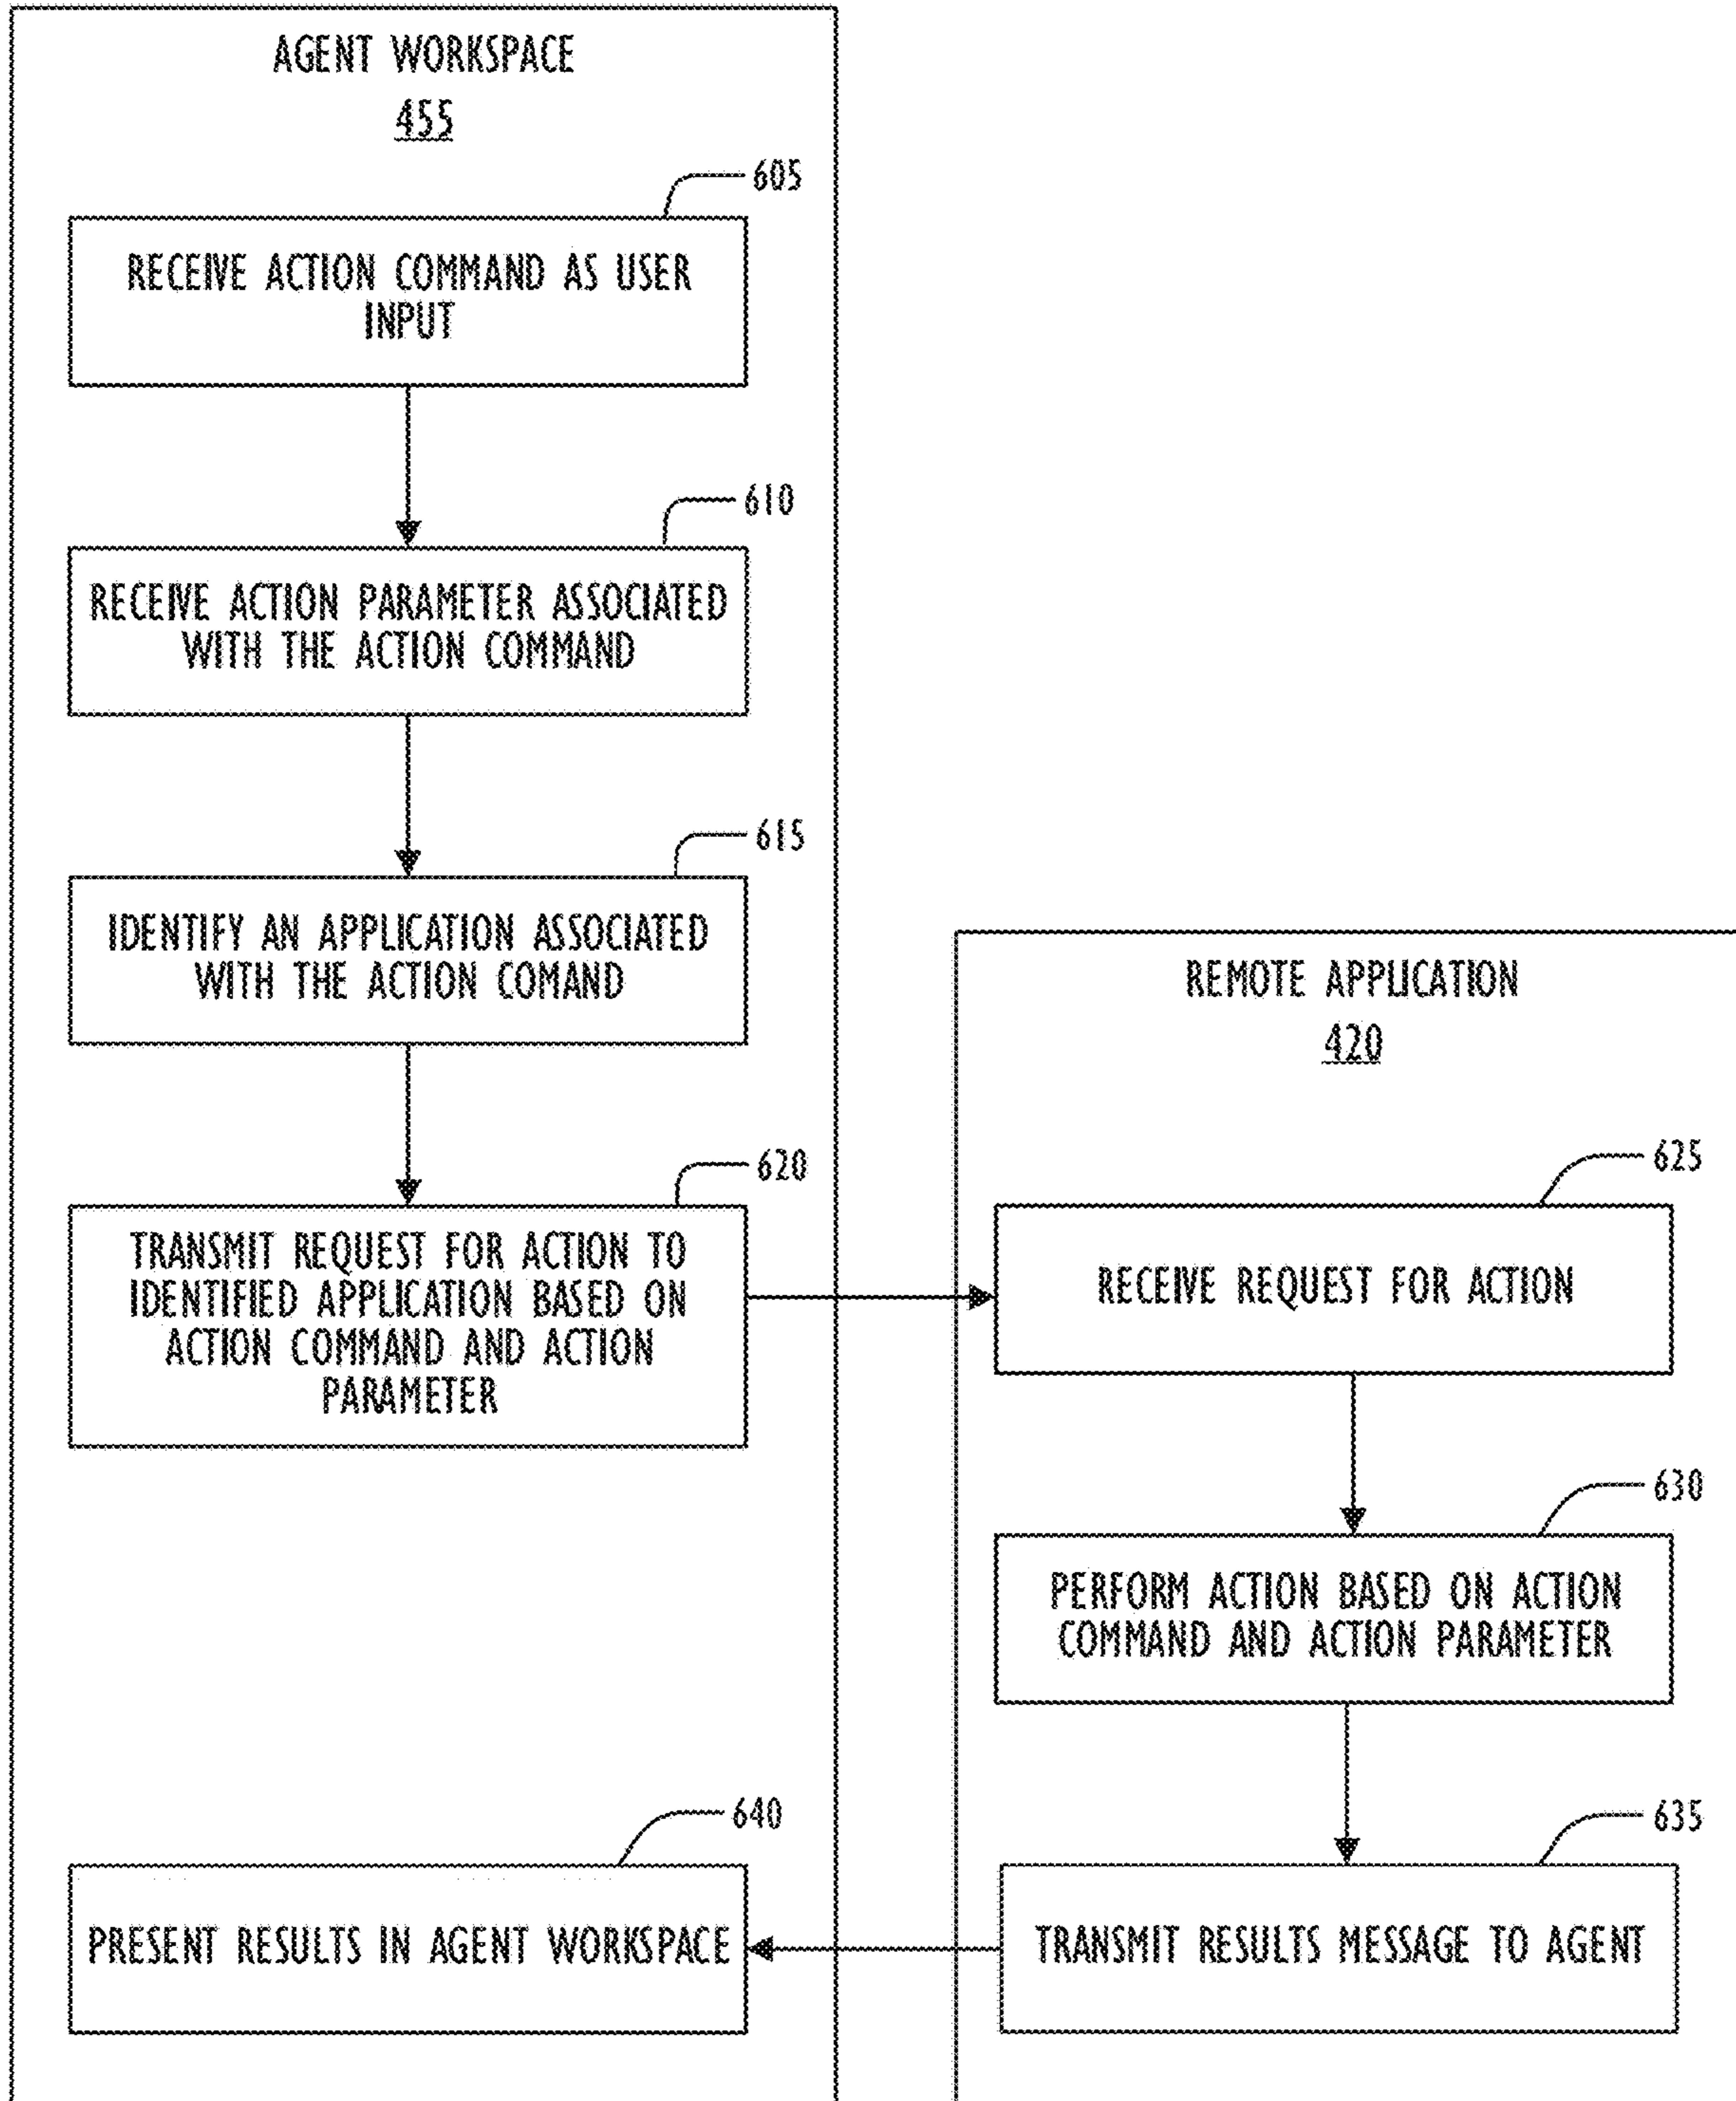 AGENT WORKSPACE
455
605
RECEIVE ACTION COMMAND AS USER
INPUT
610
RECEIVE ACTION PARAMETER ASSOCIATED
WITH THE ACTION COMMAND
615
IDENTIFY AN APPLICATION ASSOCIATED
WITH THE ACTION COMAND
620
TRANSMIT REQUEST FOR ACTION TO
IDENTIFIED APPLICATION BASED ON
ACTION COMMAND AND ACTION
PARAMETER
REMOTE APPLICATION
420
625
RECEIVE REQUEST FOR ACTION
630
PERFORM ACTION BASED ON ACTION
COMMAND AND ACTION PARAMETER
635
TRANSMIT RESULTS MESSAGE TO AGENT
640
PRESENT RESULTS IN AGENT WORKSPACE